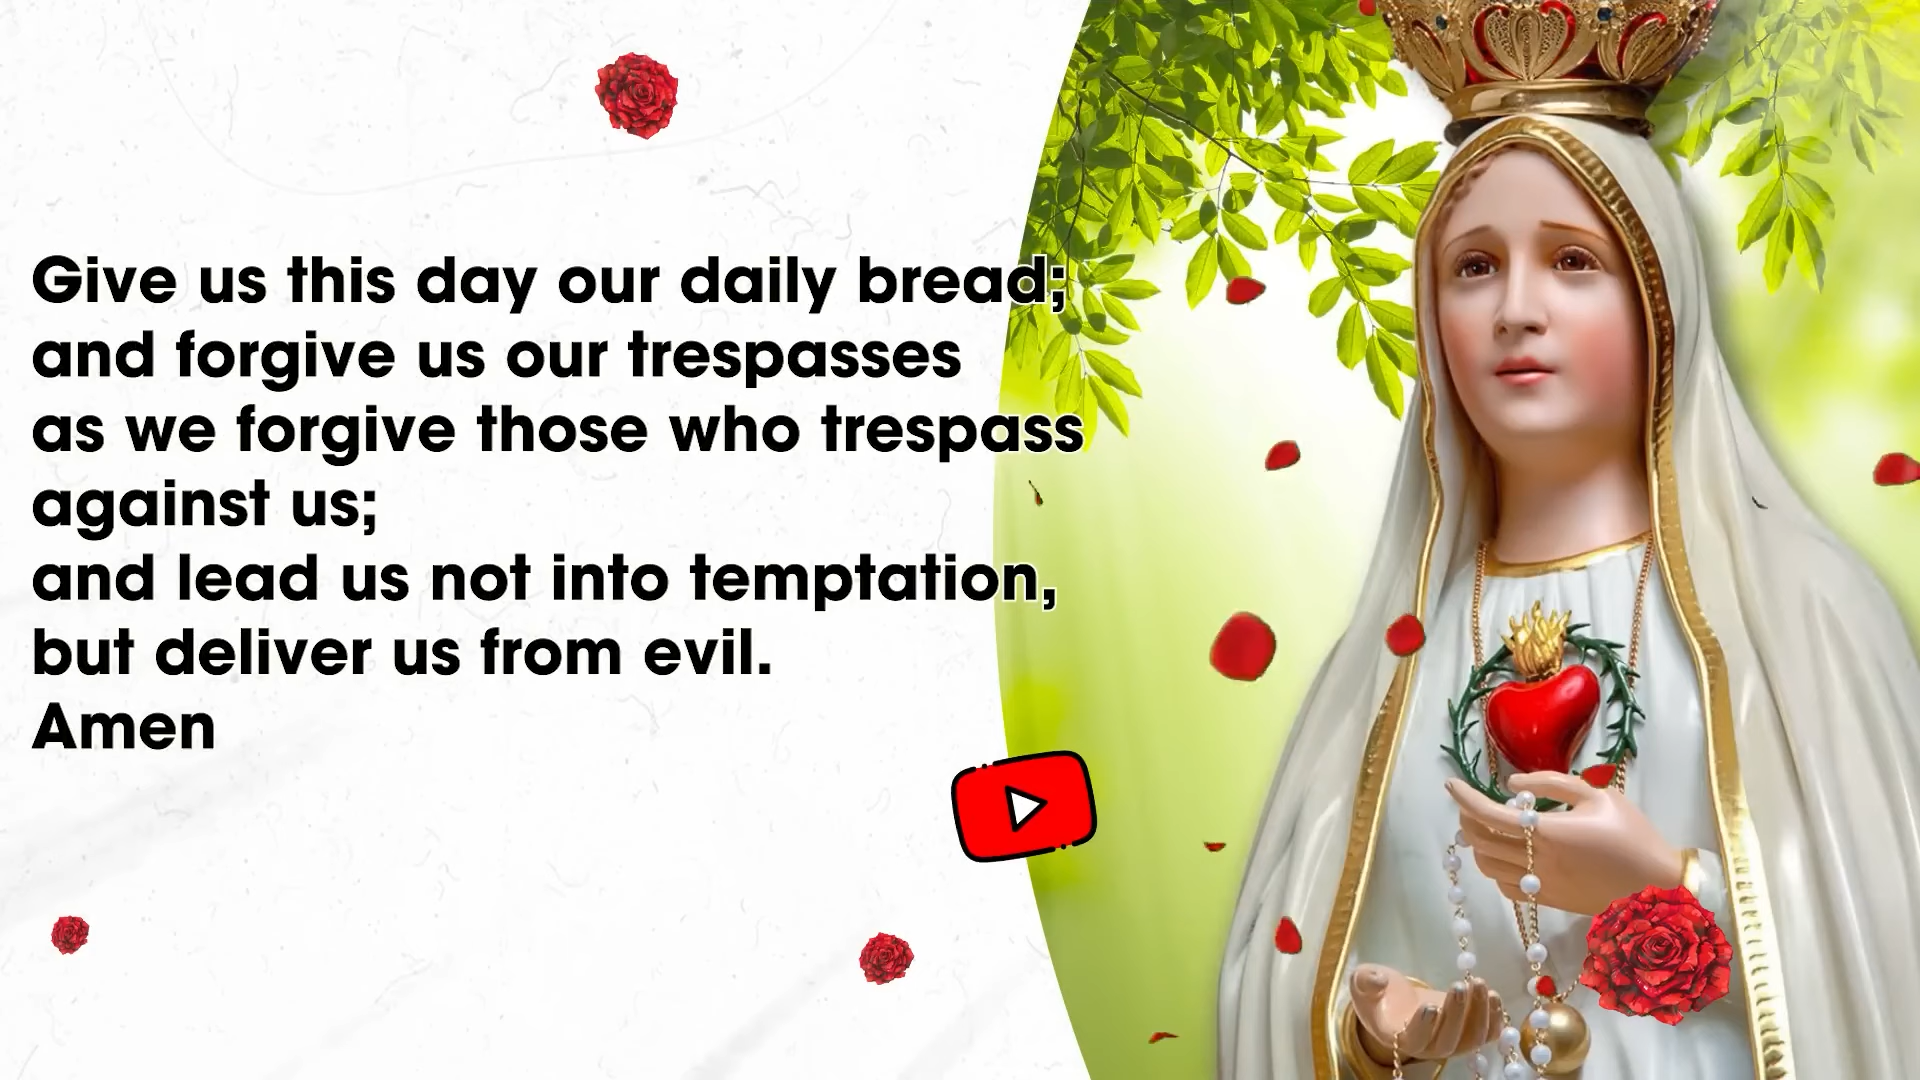 Give us this day our daily bread;
and forgive us our trespasses
as we forgive those who trespass
against us;
and lead us not into temptation,
but deliver us from evil.
Amen